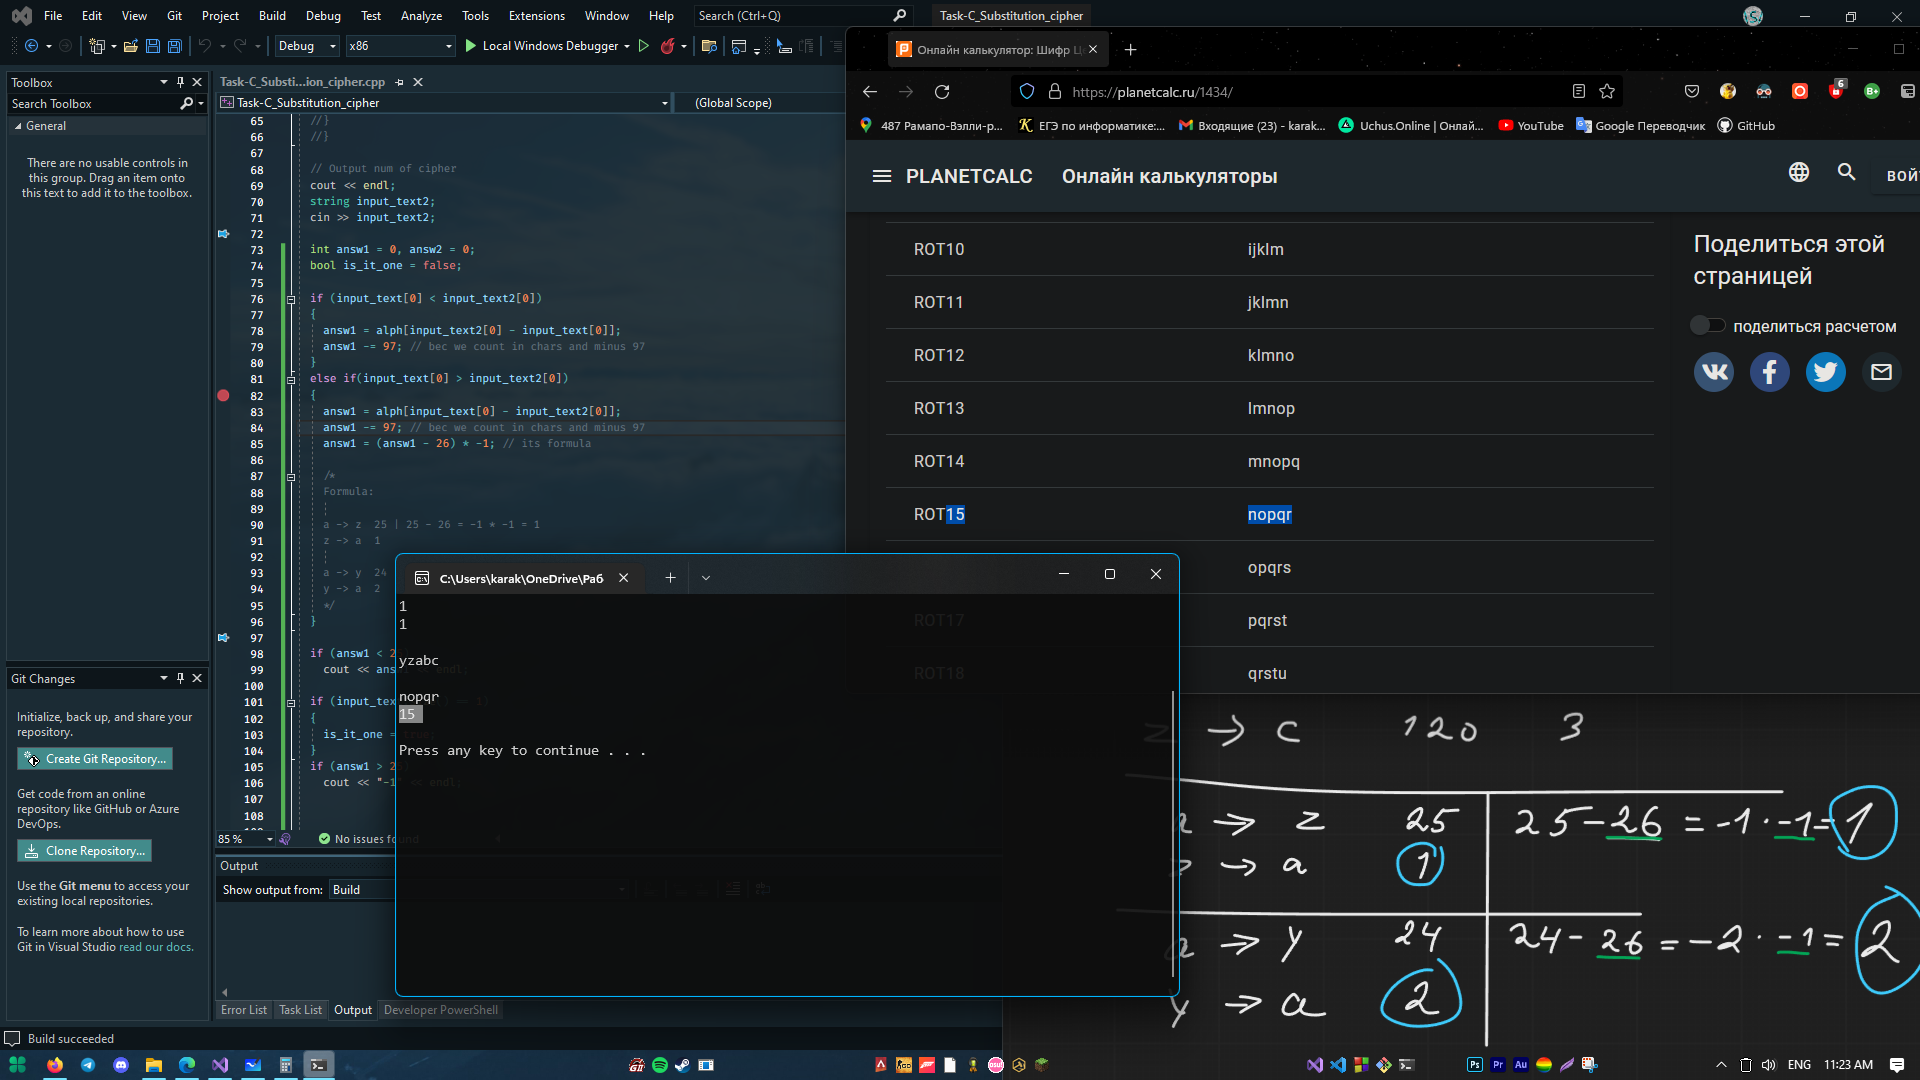 File Edit View Git Project Build Debug Test Analyze Tools Extensions Window Help Search (Ctrl+Q) Task-C_Substitution_cipher
Debug x86 Local Windows Debugger
Toolbox
Search Toolbox
General
There are no usable controls in
this group. Drag an item onto
this text to add it to the toolbox.
Git Changes
Initialize, back up, and share your
repository.
Create Git Repository...
Get code from an online
repository like GitHub or Azure
DevOps.
Clone Repository...
Use the Git menu to access your
existing local repositories.
To learn more about how to use
Git in Visual Studio read our docs.
Task-C_Substi...ion_cipher.cpp
Task-C_Substitution_cipher (Global Scope)
65 //}
66 //}
67
68 // Output num of cipher
69 cout << endl;
70 string input_text2;
71 cin >> input_text2;
72
73 int answ1 = 0, answ2 = 0;
74 bool is_it_one = false;
75
76 if (input_text[0] < input_text2[0])
77 {
78 answ1 = alph[input_text2[0] - input_text[0]];
79 answ1 -= 97; // bec we count in chars and minus 97
80 }
81 else if(input_text[0] > input_text2[0])
82 {
83 answ1 = alph[input_text[0] - input_text2[0]];
84 answ1 -= 97; // bec we count in chars and minus 97
85 answ1 = (answ1 - 26) * -1; // its formula
86
87 /*
88 Formula:
89
90 a -> z 25 | 25 - 26 = -1 * -1 = 1
91 z -> a 1
92
93 a -> y 24
94 y -> a 2
95 */
96 }
97
98 if (answ1 < 2
99 cout << ans
100
101 if (input_tex
102 {
103 is_it_one =
104 }
105 if (answ1 > 2
106 cout << "-1" << endl;
107
108
85 % No issues found
Output
Show output from: Build
Error List Task List Output Developer PowerShell
Build succeeded
C:\Users\karak\OneDrive\Раб
1
1
yzabc
nopqr
15
Press any key to continue . . .
Онлайн калькулятор: Шифр Ц
https://planetcalc.ru/1434/
487 Рамапо-Вэлли-р... ЕГЭ по информатике:... Входящие (23) - karak... Uchus.Online | Онлай... YouTube Google Переводчик GitHub
PLANETCALC Онлайн калькуляторы ВОЙ
ROT10 ijklm
ROT11 jklmn
ROT12 klmno
ROT13 lmnop
ROT14 mnopq
ROT15 nopqr
opqrs
ROT17 pqrst
ROT18 qrstu
Поделиться этой
страницей
поделиться расчетом
z → c 120 3
a → z 25 25-26 = -1 · -1 = 1
→ a 1
a → y 24 24-26 = -2 · -1 = 2
y → a 2
ENG 11:23 AM